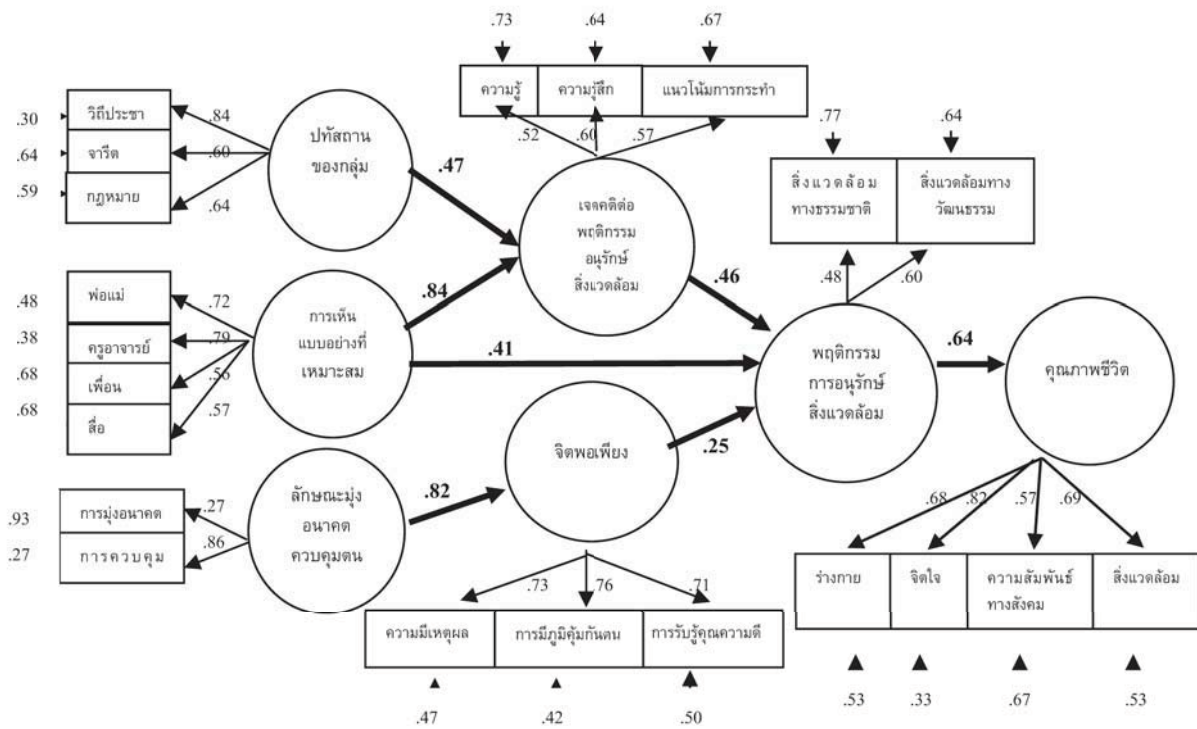 .73
.64
.67
ความรู้
ความรู้สึก
แนวโน้มการกระทำ
.52
.60
.57
.30
.64
.59
วิถีประชา
จารีต
กฎหมาย
.84
.60
.64
ปทัสถาน
ของกลุ่ม
.47
เจตคติต่อ
พฤติกรรม
อนุรักษ์
สิ่งแวดล้อม
.77
.64
สิ่งแวดล้อม
ทางธรรมชาติ
สิ่งแวดล้อมทาง
วัฒนธรรม
.48
.60
.48
.38
.68
.68
พ่อแม่
ครูอาจารย์
เพื่อน
สื่อ
.72
.79
.56
.57
การเห็น
แบบอย่างที่
เหมาะสม
.84
.41
.46
พฤติกรรม
การอนุรักษ์
สิ่งแวดล้อม
.64
คุณภาพชีวิต
.93
.27
การมุ่งอนาคต
การควบคุม
.27
.86
ลักษณะมุ่ง
อนาคต
ควบคุมตน
.82
จิตพอเพียง
.25
.73
.76
.71
ความมีเหตุผล
การมีภูมิคุ้มกันตน
การรับรู้คุณความดี
.47
.42
.50
.68
.82
.57
.69
ร่างกาย
จิตใจ
ความสัมพันธ์
ทางสังคม
สิ่งแวดล้อม
.53
.33
.67
.53